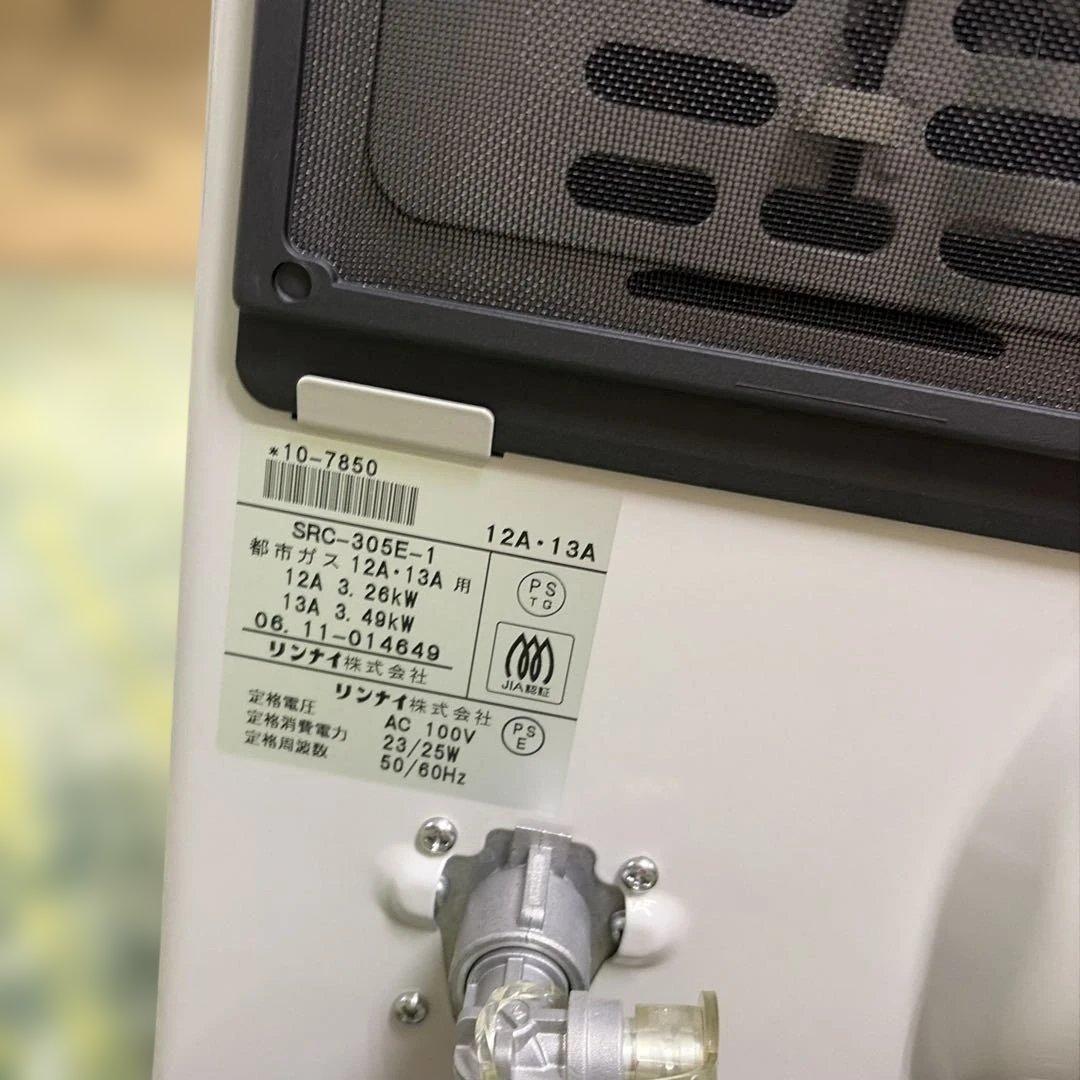 *10-7850
12A・13A
SRC-305E-1
都市ガス 12A・13A 用
12A 3.26kW
13A 3.49kW
06.11-014649
リンナイ株式会社
PS
TG
JIA認証
リンナイ株式会社
定格電圧 AC 100V
定格消費電力 23/25W
定格周波数 50/60Hz
PS
E